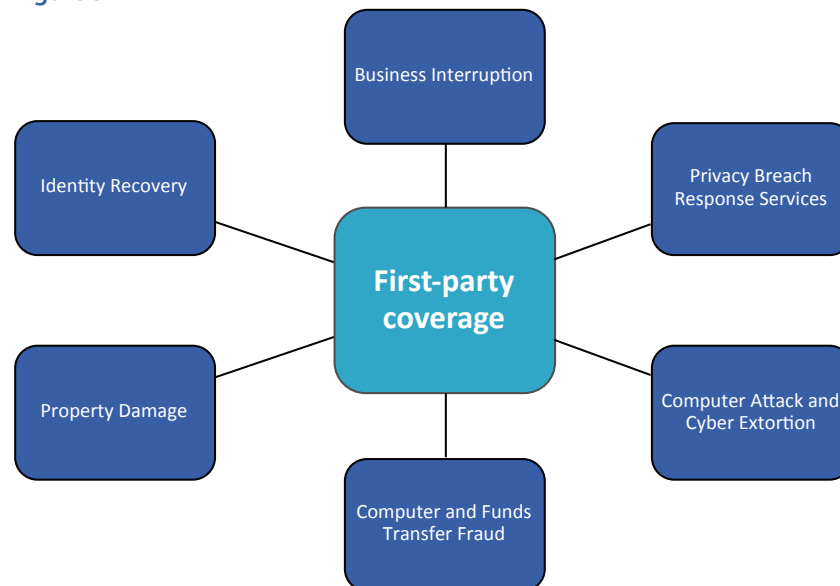 Business Interruption
Identity Recovery
Privacy Breach
Response Services
First-party
coverage
Property Damage
Computer Attack and
Cyber Extortion
Computer and Funds
Transfer Fraud